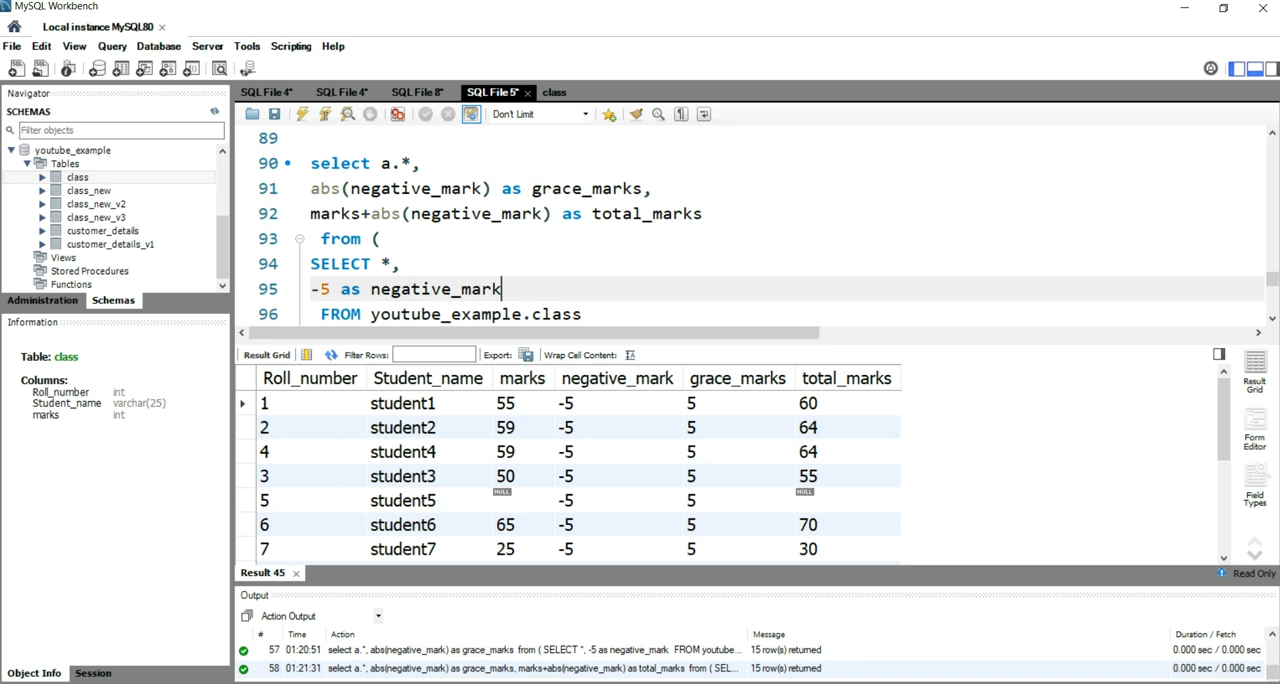 MySQL Workbench
Local instance MySQL80
File Edit View Query Database Server Tools Scripting Help
Navigator
SCHEMAS
Filter objects
youtube_example
Tables
class
class_new
class_new_v2
class_new_v3
customer_details
customer_details_v1
Views
Stored Procedures
Functions
Administration Schemas
Information
Table: class
Columns:
Roll_number int
Student_name varchar(25)
marks int
Object Info Session
SQL File 4* SQL File 4* SQL File 8* SQL File 5* class
Don't Limit
89
90 select a.*,
91 abs(negative_mark) as grace_marks,
92 marks+abs(negative_mark) as total_marks
93 from (
94 SELECT *,
95 -5 as negative_mark
96 FROM youtube_example.class
Result Grid Filter Rows: Export: Wrap Cell Content:
Roll_number Student_name marks negative_mark grace_marks total_marks
1 student1 55 -5 5 60
2 student2 59 -5 5 64
4 student4 59 -5 5 64
3 student3 50 -5 5 55
5 student5 NULL -5 5 NULL
6 student6 65 -5 5 70
7 student7 25 -5 5 30
Result Grid
Form Editor
Field Types
Result 45
Read Only
Output
Action Output
# Time Action Message Duration / Fetch
57 01:20:51 select a.*, abs(negative_mark) as grace_marks from ( SELECT *, -5 as negative_mark FROM youtube... 15 row(s) returned 0.000 sec / 0.000 sec
58 01:21:31 select a.*, abs(negative_mark) as grace_marks, marks+abs(negative_mark) as total_marks from ( SEL... 15 row(s) returned 0.000 sec / 0.000 sec